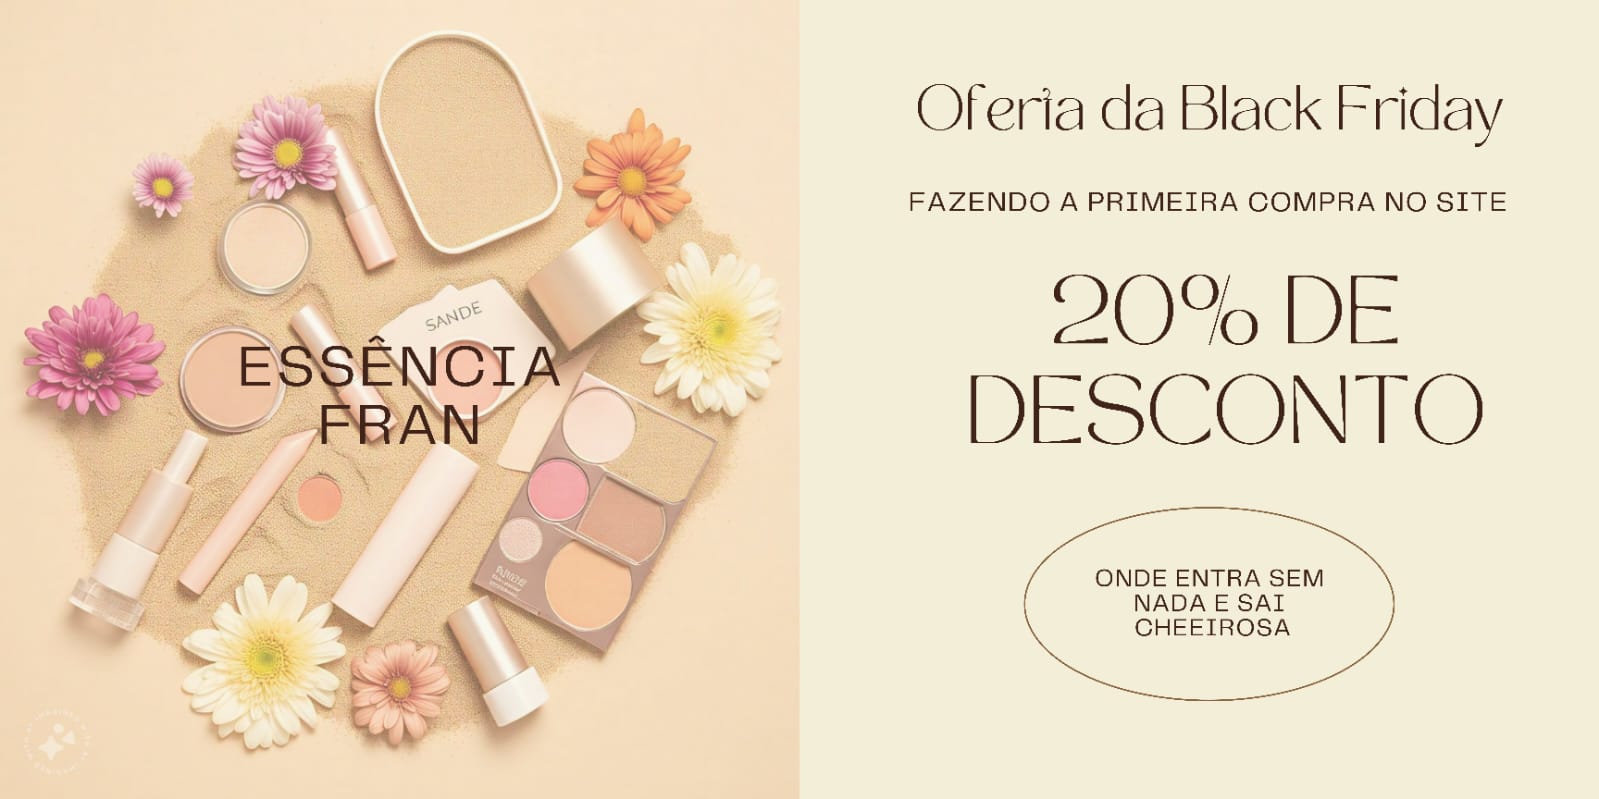 SANDE
ESSÊNCIA
FRAN
Oferta da Black Friday
FAZENDO A PRIMEIRA COMPRA NO SITE
20% DE
DESCONTO
ONDE ENTRA SEM
NADA E SAI
CHEEIROSA